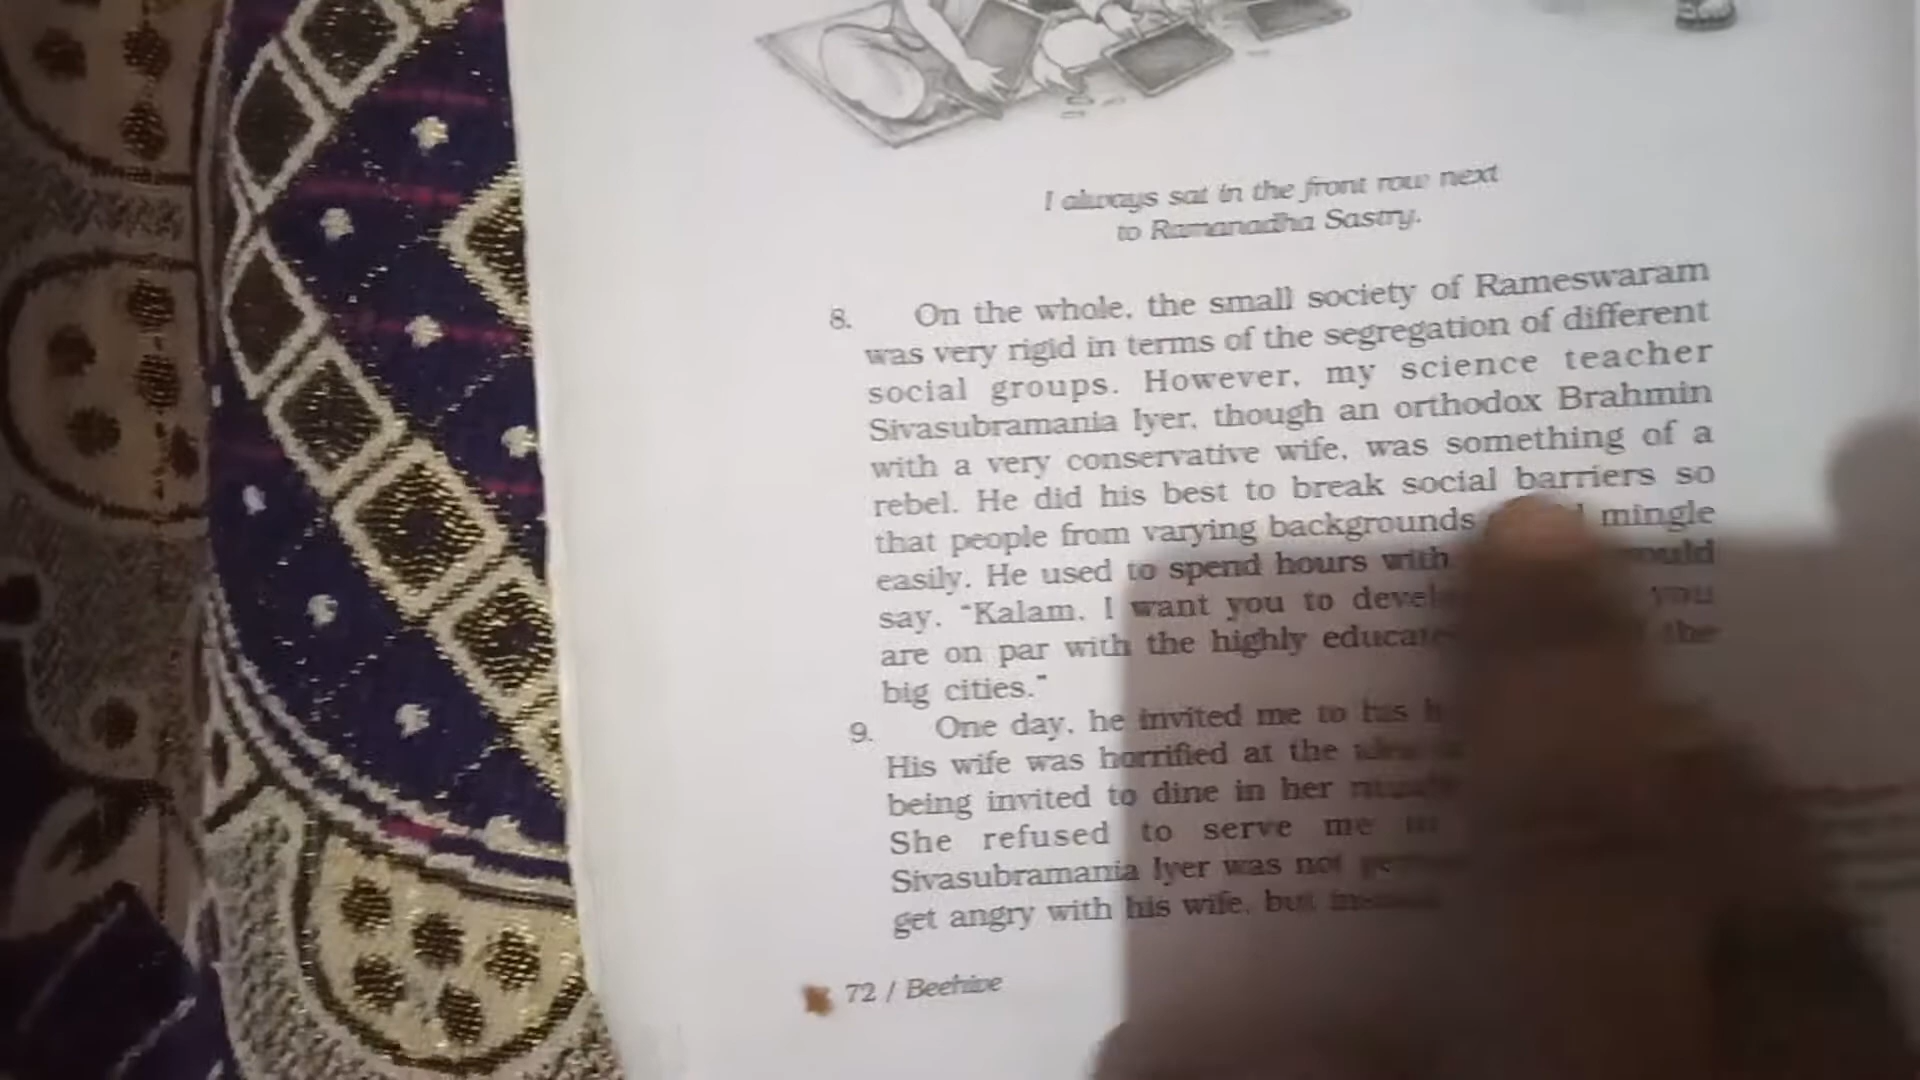 I always sat in the front row next
to Ramanadha Sastry.
8. On the whole, the small society of Rameswaram
was very rigid in terms of the segregation of different
social groups. However, my science teacher
Sivasubramania Iyer, though an orthodox Brahmin
with a very conservative wife, was something of a
rebel. He did his best to break social barriers so
that people from varying backgrounds mingle
easily. He used to spend hours with
say, “Kalam, I want you to you
are on par with the highly the
big cities.”
9. One day, he invited me to his
His wife was horrified at the
being invited to dine in her
She refused to serve me
Sivasubramania Iyer was not
get angry with his wife, but
72 / Beehive